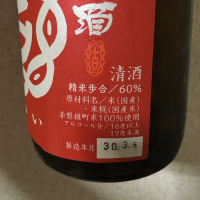 酒
い
清酒
精米歩合/60%
原材料名/米(国産)
・米糀(国産米)
赤磐雄町米100%使用
アルコール分/16度以上
17度未満
製造年月 30.3.